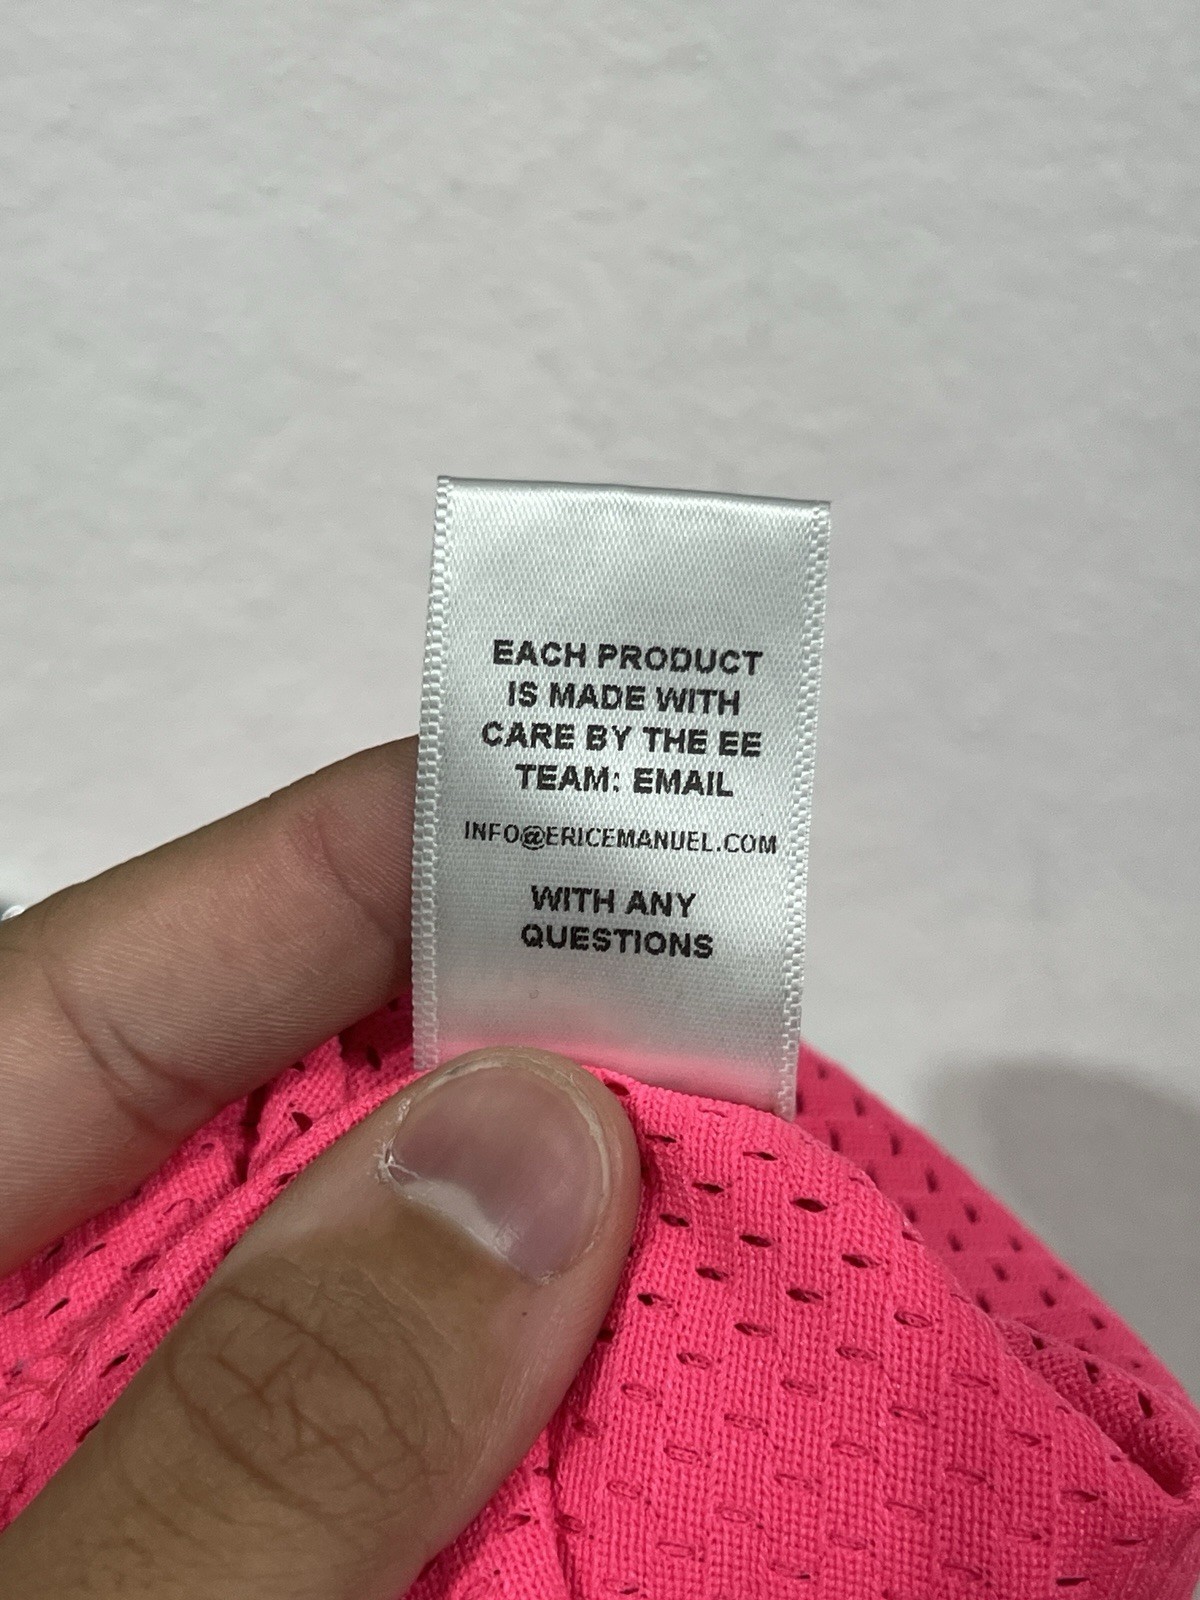 EACH PRODUCT
IS MADE WITH
CARE BY THE EE
TEAM: EMAIL
INFO@ERICEMANUEL.COM
WITH ANY
QUESTIONS